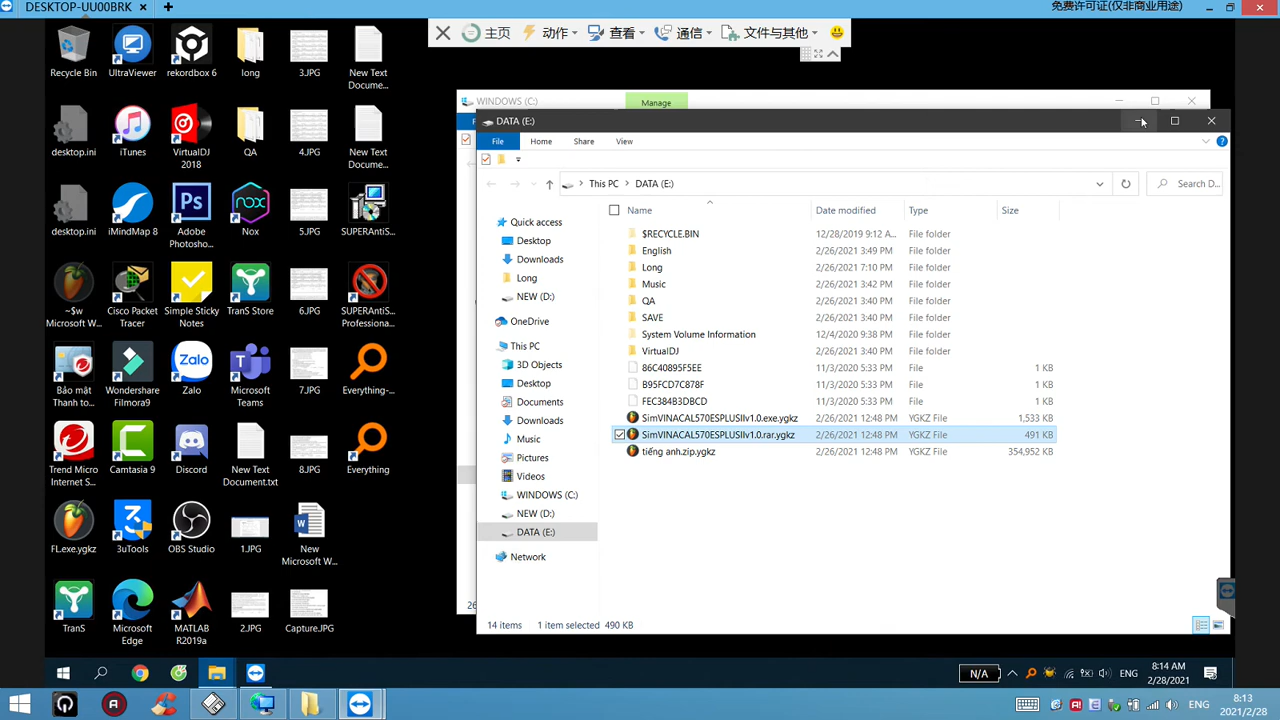 DESKTOP-UU00BRK
免费许可证(仅非商业用途)
主页
动作
查看
通信
文件与其他
Recycle Bin
UltraViewer
rekordbox 6
long
3.JPG
New Text Docume...
desktop.ini
iTunes
VirtualDJ 2018
QA
4.JPG
New Text Docume...
desktop.ini
iMindMap 8
Adobe Photosho...
Nox
5.JPG
SUPERAntiS...
~$w Microsoft W...
Cisco Packet Tracer
Simple Sticky Notes
TranS Store
6.JPG
SUPERAntiS... Professiona...
Bảo mật Thanh to...
Wondershare Filmora9
Zalo
Microsoft Teams
7.JPG
Everything-...
Trend Micro Internet S...
Camtasia 9
Discord
New Text Document.txt
8.JPG
Everything
FL.exe.ygkz
3uTools
OBS Studio
1.JPG
New Microsoft W...
TranS
Microsoft Edge
MATLAB R2019a
2.JPG
Capture.JPG
WINDOWS (C:)
Manage
DATA (E:)
File
Home
Share
View
This PC
DATA (E:)
Search D...
Name
Date modified
Type
Size
Quick access
Desktop
Downloads
Long
NEW (D:)
OneDrive
This PC
3D Objects
Desktop
Documents
Downloads
Music
Pictures
Videos
WINDOWS (C:)
NEW (D:)
DATA (E:)
Network
$RECYCLE.BIN 12/28/2019 9:12 A... File folder
English 2/26/2021 3:49 PM File folder
Long 2/26/2021 7:10 PM File folder
Music 2/26/2021 3:42 PM File folder
QA 2/26/2021 3:40 PM File folder
SAVE 2/26/2021 3:40 PM File folder
System Volume Information 12/4/2020 9:38 PM File folder
VirtualDJ 2/26/2021 3:40 PM File folder
86C40895F5EE 11/3/2020 5:33 PM File 1 KB
B95FCD7C878F 11/3/2020 5:33 PM File 1 KB
FEC384B3DBCD 11/3/2020 5:33 PM File 1 KB
SimVINACAL570ESPLUSIIv1.0.exe.ygkz 2/26/2021 12:48 PM YGKZ File 1,533 KB
SimVINACAL570ESPLUSIIv1.0.rar.ygkz 2/26/2021 12:48 PM YGKZ File 491 KB
tiếng anh.zip.ygkz 2/26/2021 12:48 PM YGKZ File 354,952 KB
26
14 items
1 item selected 490 KB
N/A
ENG
8:14 AM
2/28/2021
ENG
8:13
2021/2/28